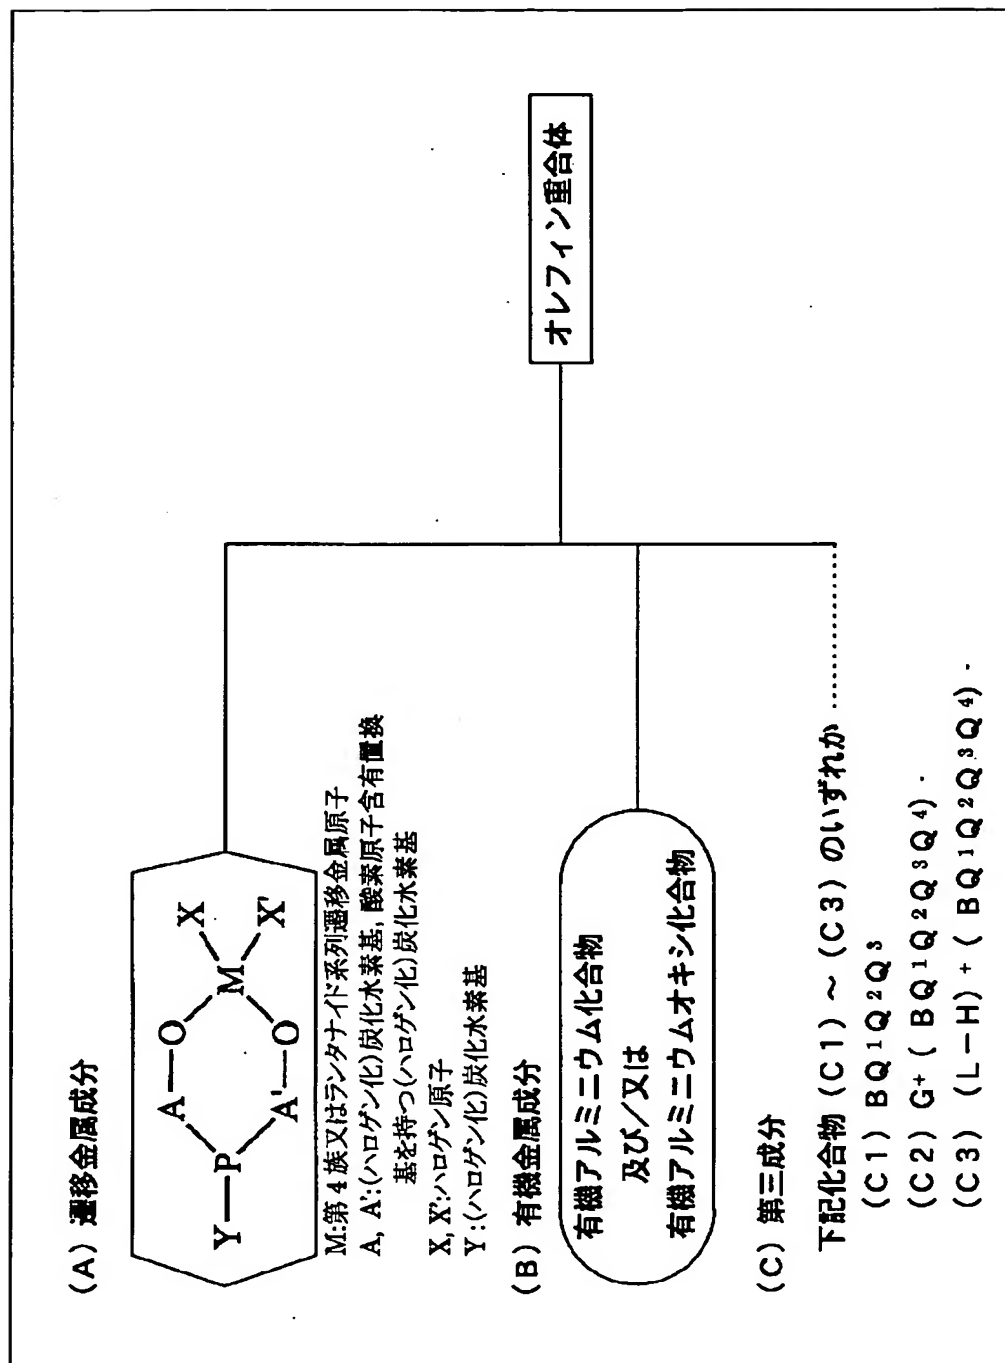 (A) 遷移金属成分
A—O X
Y—P M
A'—O X'
M:第4族又はランタナイド系列遷移金属原子
A, A':(ハロゲン化)炭化水素基, 酸素原子含有置換
基を持つ(ハロゲン化)炭化水素基
X, X':ハロゲン原子
Y:(ハロゲン化)炭化水素基
(B) 有機金属成分
有機アルミニウム化合物
及び/又は
有機アルミニウムオキシ化合物
(C) 第三成分
下記化合物 (C1) ~ (C3) のいずれか
(C1) BQ¹Q²Q³
(C2) G⁺ ( BQ¹Q²Q³Q⁴)⁻
(C3) (L-H)⁺ ( BQ¹Q²Q³Q⁴)⁻
オレフィン重合体